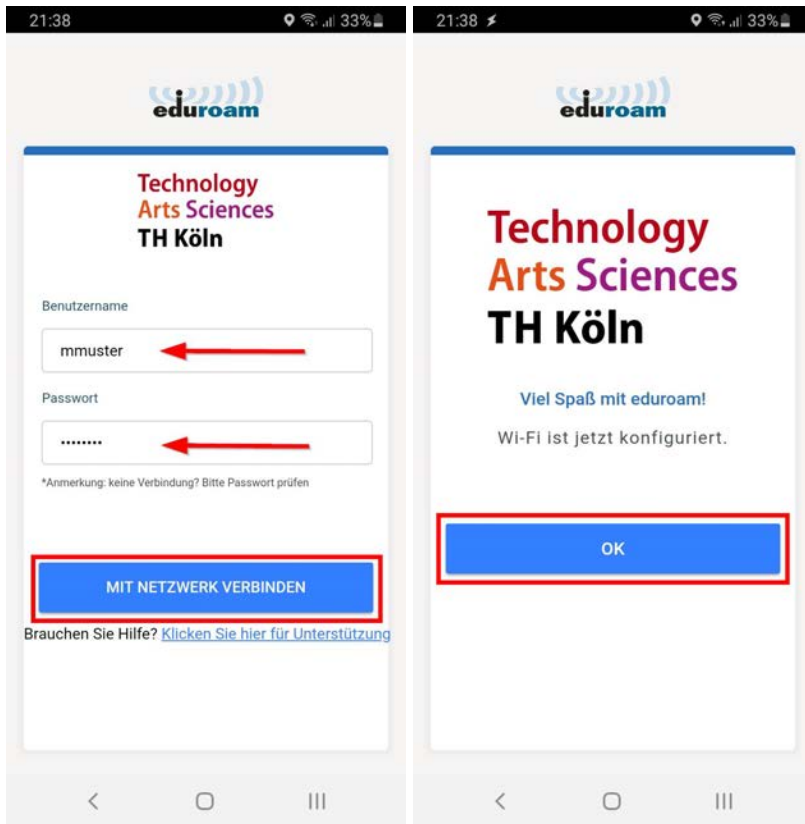 21:38
33%
eduroam
Technology
Arts Sciences
TH Köln
Benutzername
mmuster
Passwort
••••••••
*Anmerkung: keine Verbindung? Bitte Passwort prüfen
MIT NETZWERK VERBINDEN
Brauchen Sie Hilfe? Klicken Sie hier für Unterstützung
21:38
33%
eduroam
Technology
Arts Sciences
TH Köln
Viel Spaß mit eduroam!
Wi-Fi ist jetzt konfiguriert.
OK